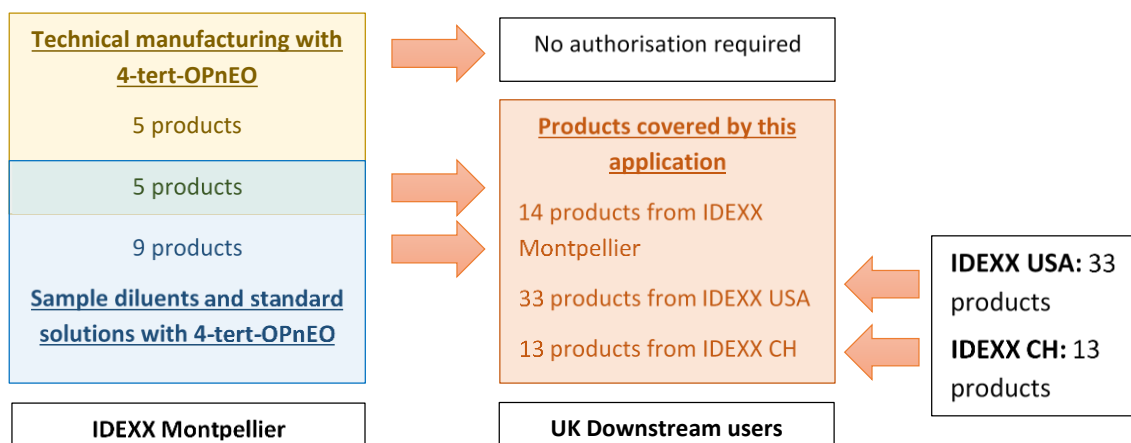 Technical manufacturing with
4-tert-OPnEO
5 products
5 products
9 products
Sample diluents and standard
solutions with 4-tert-OPnEO
IDEXX Montpellier
No authorisation required
Products covered by this
application
14 products from IDEXX
Montpellier
33 products from IDEXX USA
13 products from IDEXX CH
UK Downstream users
IDEXX USA: 33
products
IDEXX CH: 13
products